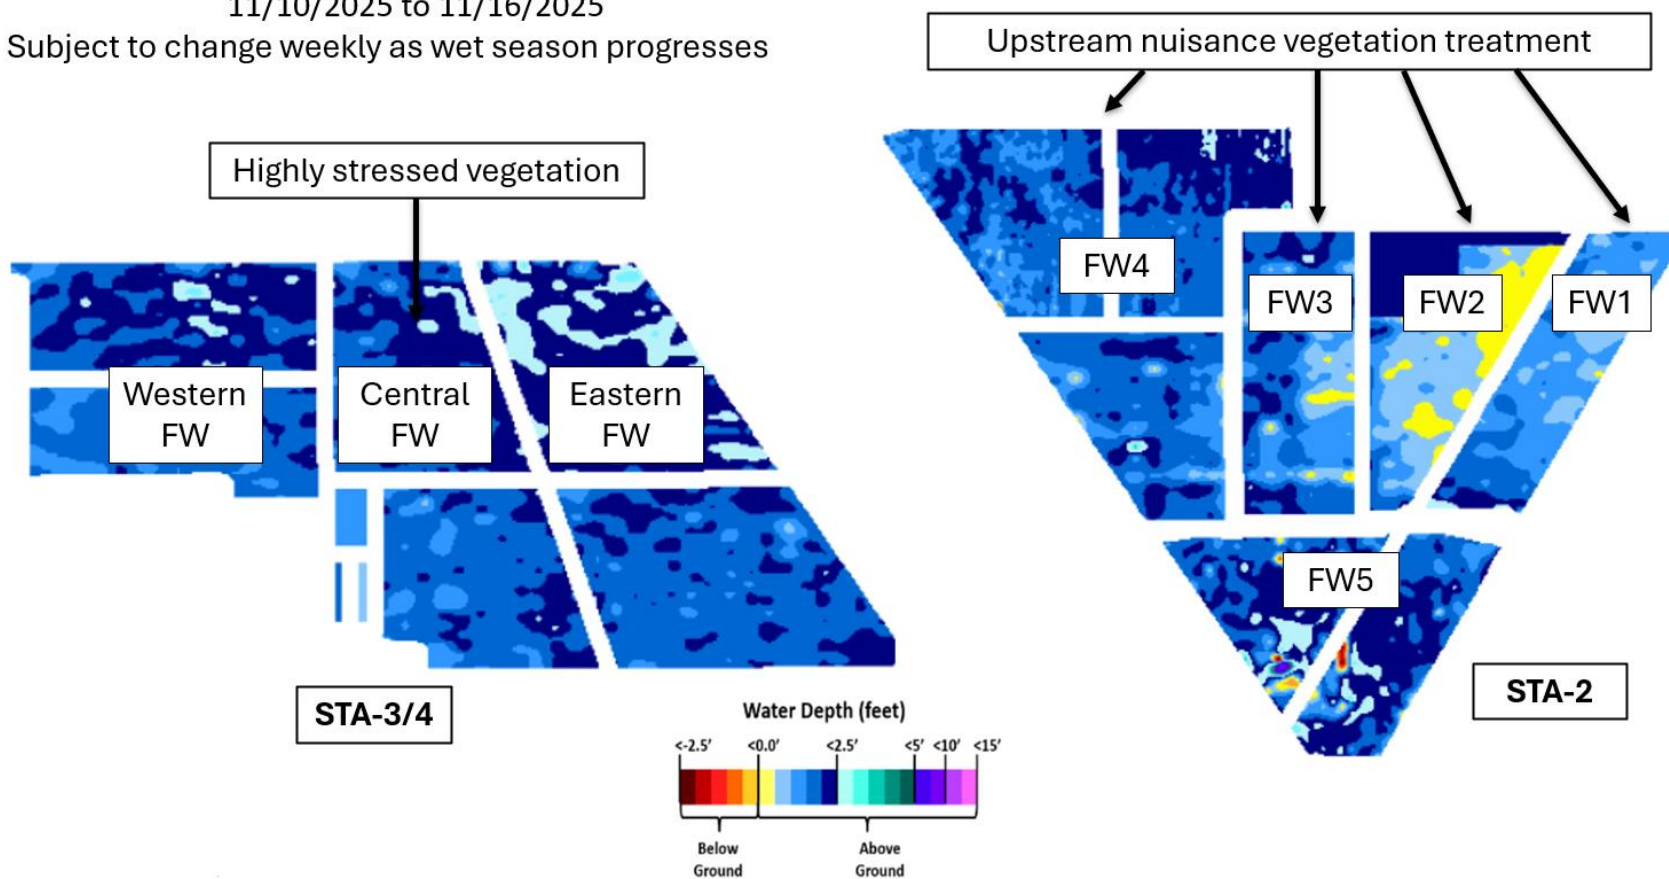 11/10/2025 to 11/16/2025
Subject to change weekly as wet season progresses
Upstream nuisance vegetation treatment
Highly stressed vegetation
FW4
FW3
FW2
FW1
Western
FW
Central
FW
Eastern
FW
FW5
STA-3/4
STA-2
Water Depth (feet)
<-2.5’ <0.0’ <2.5’ <5’ <10’ <15’
Below
Ground
Above
Ground